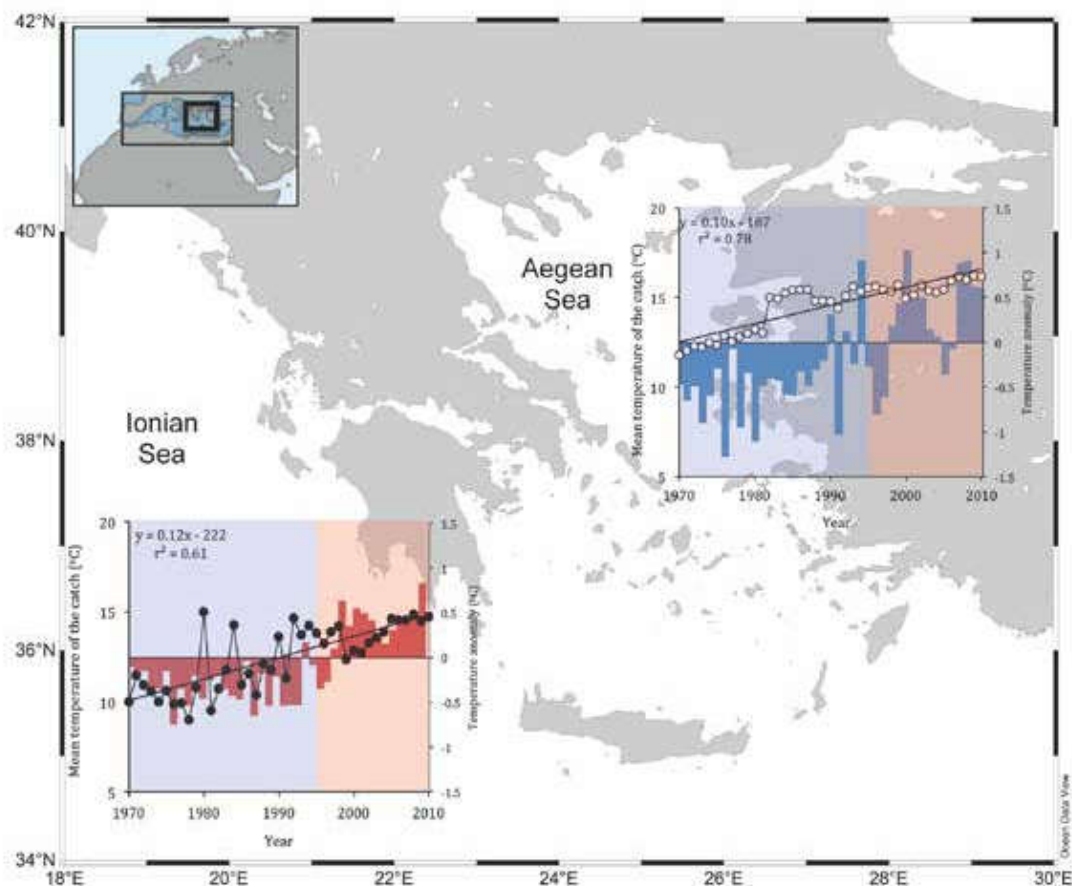 42°N
40°N
38°N
36°N
34°N
18°E
20°E
22°E
24°E
26°E
28°E
30°E
Aegean
Sea
Ionian
Sea
Mean temperature of the catch (°C)
20
15
10
5
y = 0.10x - 187
r² = 0.78
1.5
1
0.5
0
-0.5
-1
-1.5
Temperature anomaly (°C)
1970
1980
1990
2000
2010
Year
Mean temperature of the catch (°C)
20
15
10
5
y = 0.12x - 222
r² = 0.61
1.5
1
0.5
0
-0.5
-1
-1.5
Temperature anomaly (°C)
1970
1980
1990
2000
2010
Year
Ocean Data View